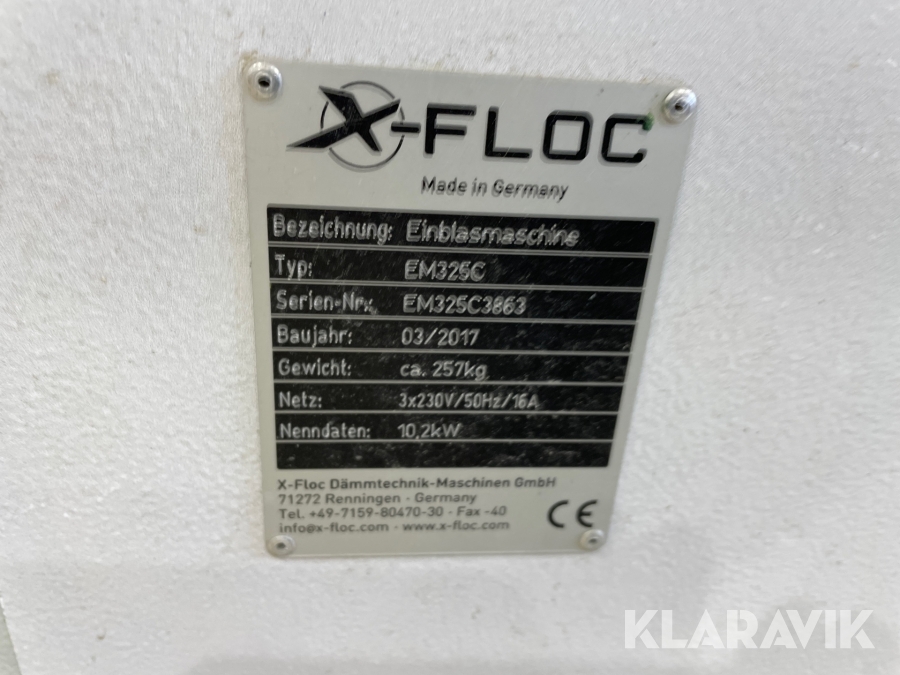 X-FLOC
Made in Germany
Bezeichnung: Einblasmaschine
Typ: EM325C
Serien-Nr.: EM325C3863
Baujahr: 03/2017
Gewicht: ca. 257kg
Netz: 3x230V/50Hz/16A
Nenndaten: 10,2kW
X-Floc Dämmtechnik-Maschinen GmbH
71272 Renningen · Germany
Tel. +49-7159-80470-30 · Fax -40
info@x-floc.com · www.x-floc.com
CE
KLARAVIK